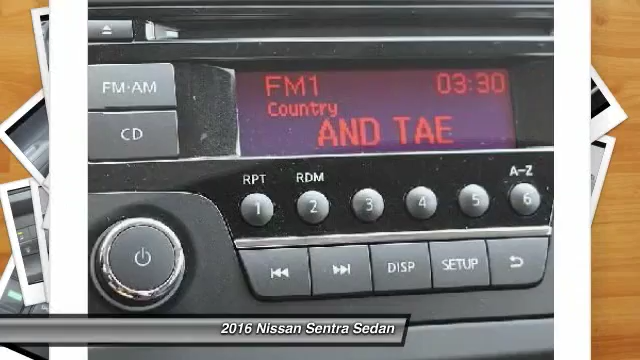 FM1 03:30
Country
AND TAE
FM·AM
CD
RPT RDM A-Z
1 2 3 4 5 6
DISP SETUP
2016 Nissan Sentra Sedan